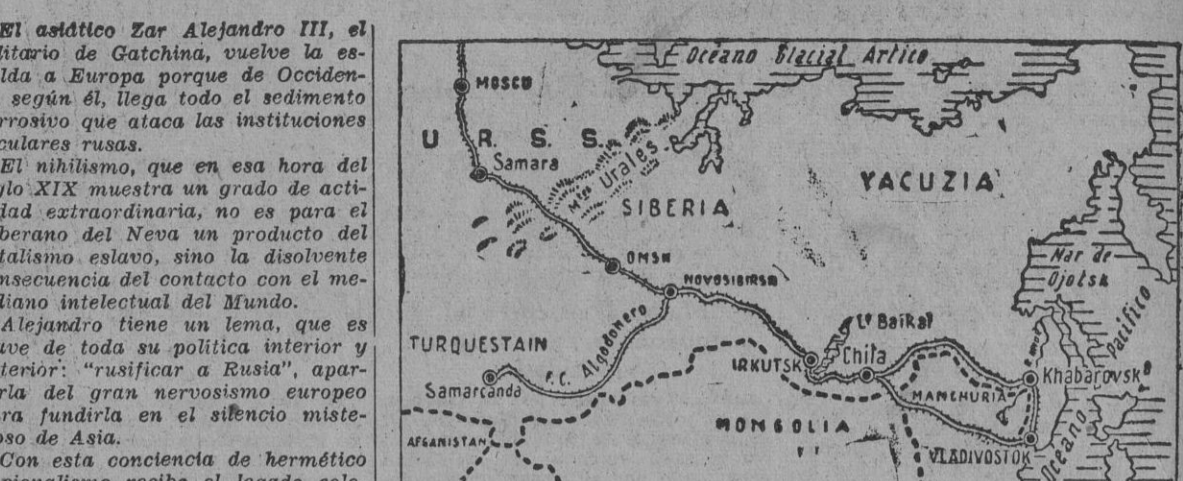 El asiático Zar Alejandro III, el
litario de Gatchina, vuelve la es-
lda a Europa porque de Occiden-
según él, llega todo el sedimento
rrosivo que ataca las instituciones
culares rusas.
El nihilismo, que en esa hora del
glo XIX muestra un grado de acti-
dad extraordinaria, no es para el
berano del Neva un producto del
talismo eslavo, sino la disolvente
nsecuencia del contacto con el me-
diano intelectual del Mundo.
Alejandro tiene un lema, que es
ave de toda su política interior y
terior: "rusificar a Rusia", apar-
rla del gran nervosismo europeo
ra fundirla en el silencio miste-
oso de Asia.
Con esta conciencia de hermético
Océano Glacial Artico
MOSCU
U. R. S. S.
Samara
Mtes Urales
YACUZIA
SIBERIA
OMSK
NOVOSIBIRSK
Mar de
Ojotsk
Pacífico
Lº Baikal
TURQUESTAIN
F.C. Algodonero
IRKUTSK
Chita
Khabarovsk
Samarcanda
MANCHURIA
AFGANISTAN
MONGOLIA
VLADIVOSTOK
Océano